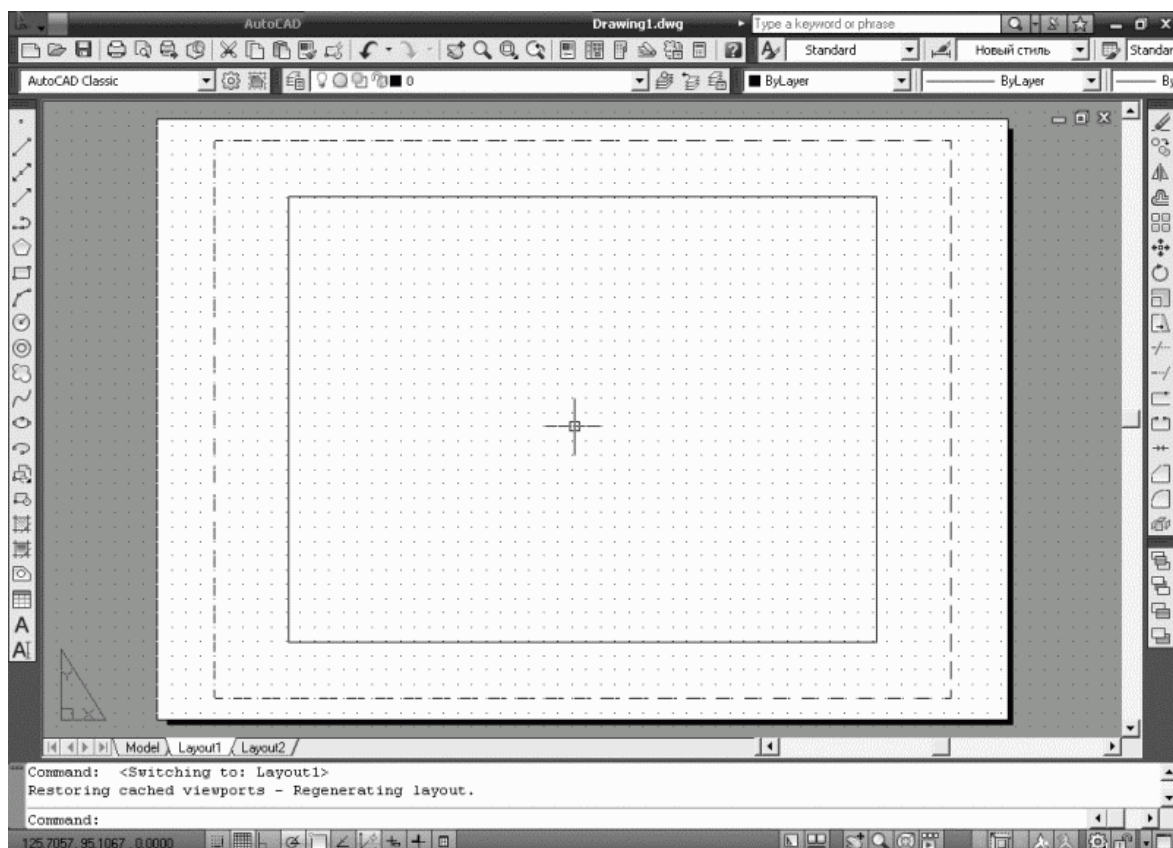 AutoCAD Drawing1.dwg Type a keyword or phrase
Standard Новый стиль Standar
AutoCAD Classic 0 ByLayer ByLayer By
Y
X
Model Layout1 Layout2
Command: <Switching to: Layout1>
Restoring cached viewports - Regenerating layout.
Command:
125.7057, 95.1067, 0.0000